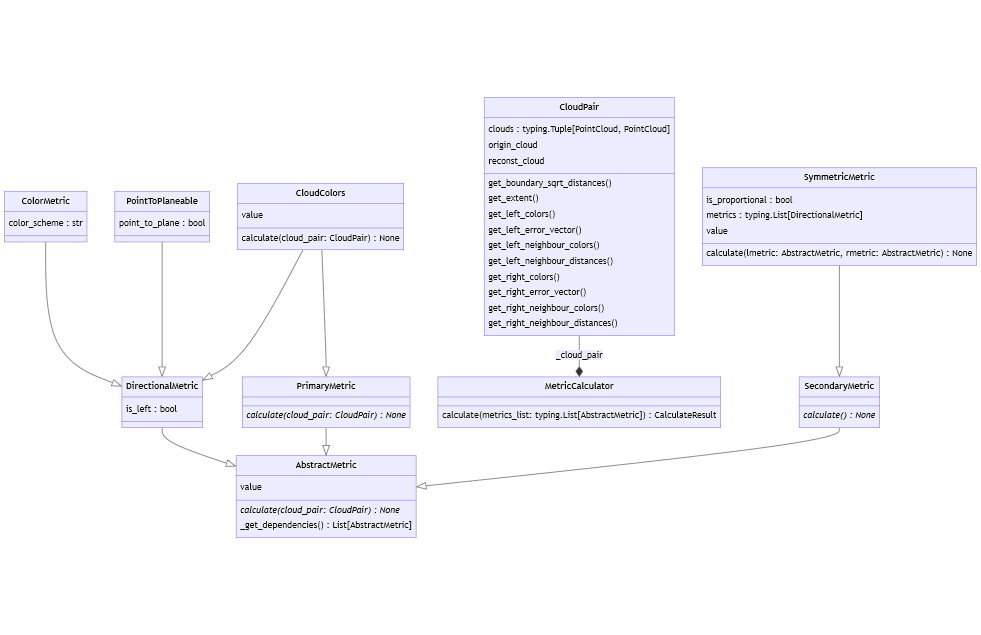 ColorMetric
color_scheme : str
PointToPlaneable
point_to_plane : bool
CloudColors
value
calculate(cloud_pair: CloudPair) : None
CloudPair
clouds : typing.Tuple[PointCloud, PointCloud]
origin_cloud
reconst_cloud
get_boundary_sqrt_distances()
get_extent()
get_left_colors()
get_left_error_vector()
get_left_neighbour_colors()
get_left_neighbour_distances()
get_right_colors()
get_right_error_vector()
get_right_neighbour_colors()
get_right_neighbour_distances()
SymmetricMetric
is_proportional : bool
metrics : typing.List[DirectionalMetric]
value
calculate(lmetric: AbstractMetric, rmetric: AbstractMetric) : None
_cloud_pair
DirectionalMetric
is_left : bool
PrimaryMetric
calculate(cloud_pair: CloudPair) : None
MetricCalculator
calculate(metrics_list: typing.List[AbstractMetric]) : CalculateResult
SecondaryMetric
calculate() : None
AbstractMetric
value
calculate(cloud_pair: CloudPair) : None
_get_dependencies() : List[AbstractMetric]